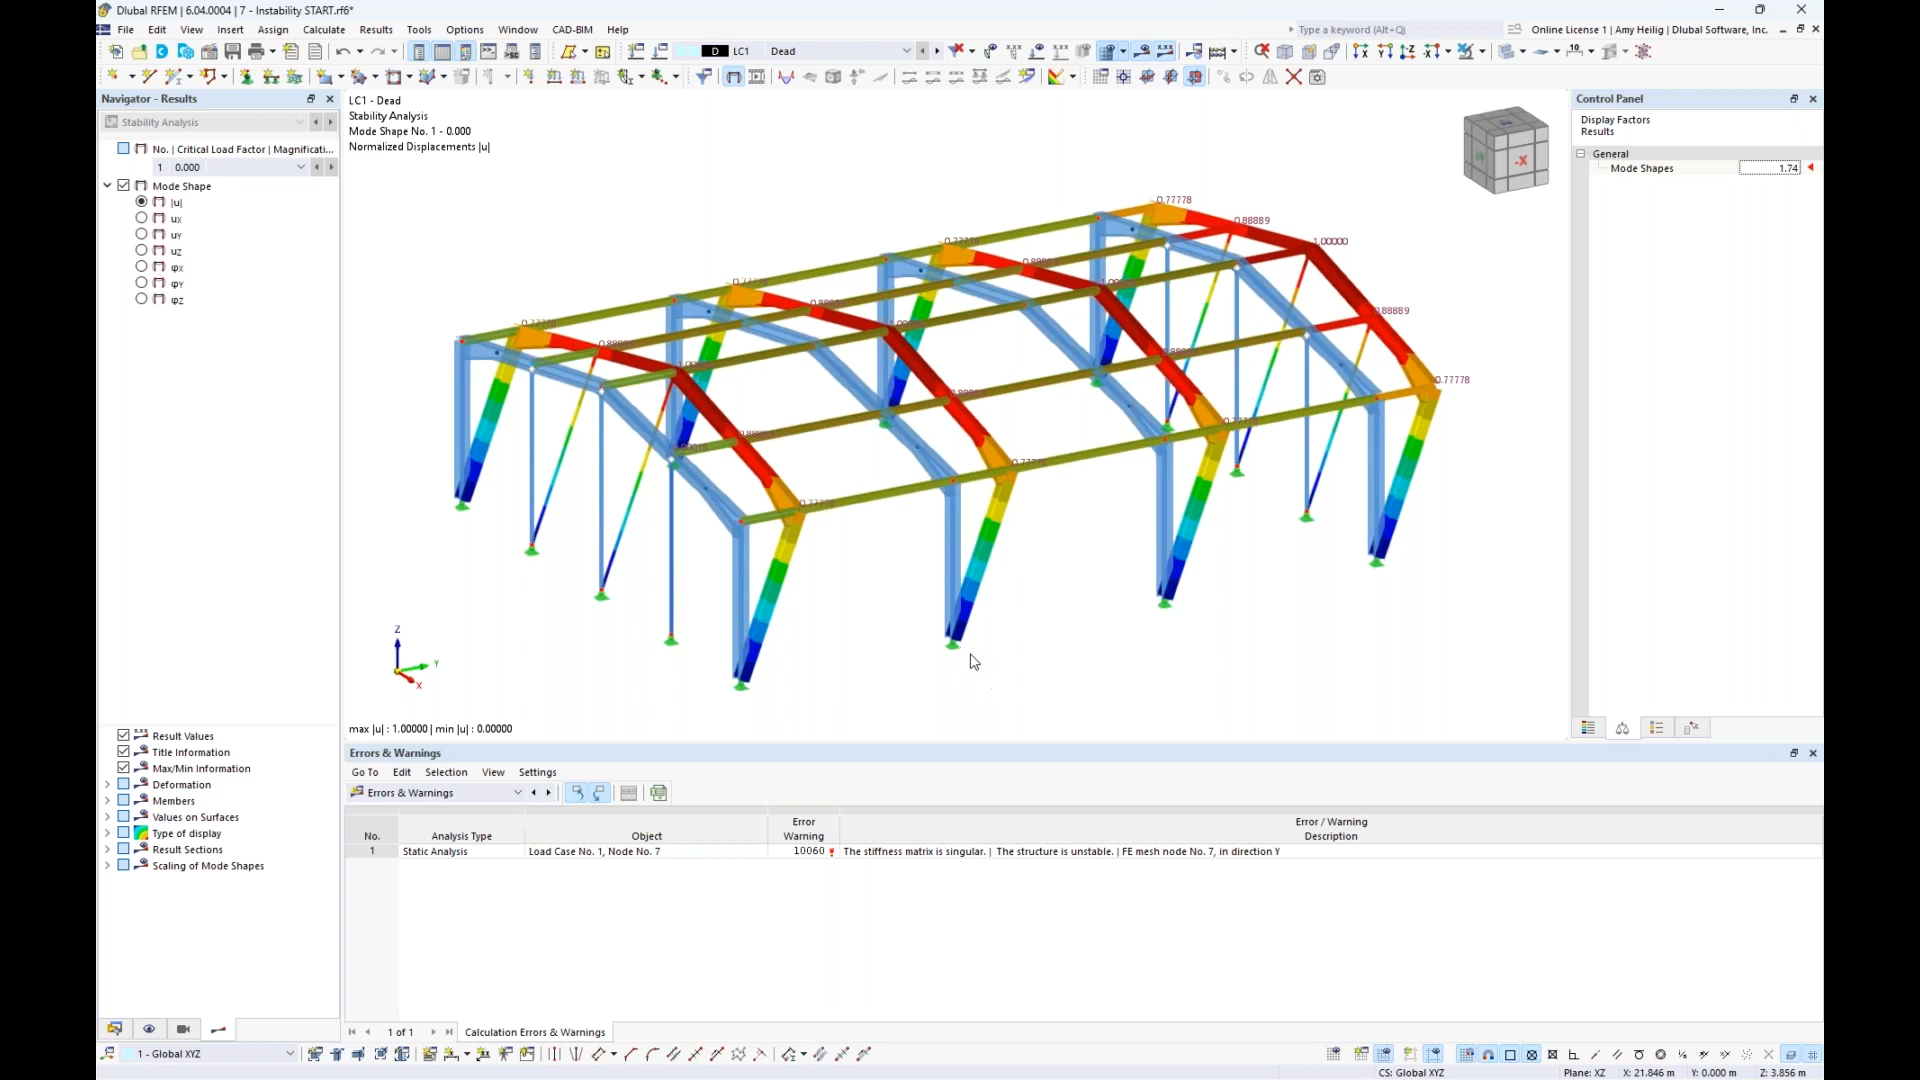 Dlubal RFEM | 6.04.0004 | 7 - Instability START.rf6*
File Edit View Insert Assign Calculate Results Tools Options Window CAD-BIM Help
Type a keyword (Alt+Q)
Online License 1 | Amy Heilig | Dlubal Software, Inc.
D LC1 Dead
Navigator - Results
Stability Analysis
No. | Critical Load Factor | Magnificati...
1 0.000
Mode Shape
|u|
uX
uY
uZ
φX
φY
φZ
Result Values
Title Information
Max/Min Information
Deformation
Members
Values on Surfaces
Type of display
Result Sections
Scaling of Mode Shapes
1 - Global XYZ
LC1 - Dead
Stability Analysis
Mode Shape No. 1 - 0.000
Normalized Displacements |u|
-X
0.77778
0.88889
1.00000
0.88889
0.77778
Z
Y
X
max |u| : 1.00000 | min |u| : 0.00000
Control Panel
Display Factors
Results
General
Mode Shapes 1.74
Errors & Warnings
Go To Edit Selection View Settings
Errors & Warnings
No. Analysis Type Object Error Warning Error / Warning Description
1 Static Analysis Load Case No. 1, Node No. 7 10060 The stiffness matrix is singular. | The structure is unstable. | FE mesh node No. 7, in direction Y
1 of 1 Calculation Errors & Warnings
CS: Global XYZ Plane: XZ X: 21.846 m Y: 0.000 m Z: 3.856 m